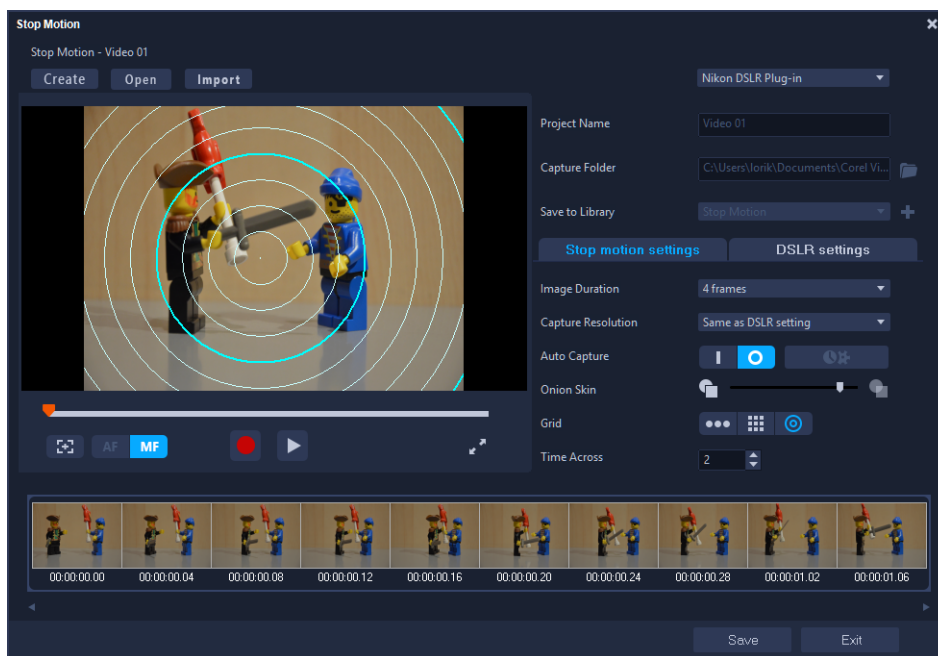 Stop Motion
Stop Motion - Video 01
Create Open Import
Nikon DSLR Plug-in
Project Name Video 01
Capture Folder C:\Users\lorik\Documents\Corel Vi...
Save to Library Stop Motion
Stop motion settings DSLR settings
Image Duration 4 frames
Capture Resolution Same as DSLR setting
Auto Capture
Onion Skin
Grid
AF MF
Time Across 2
00:00:00.00 00:00:00.04 00:00:00.08 00:00:00.12 00:00:00.16 00:00:00.20 00:00:00.24 00:00:00.28 00:00:01.02 00:00:01.06
Save Exit